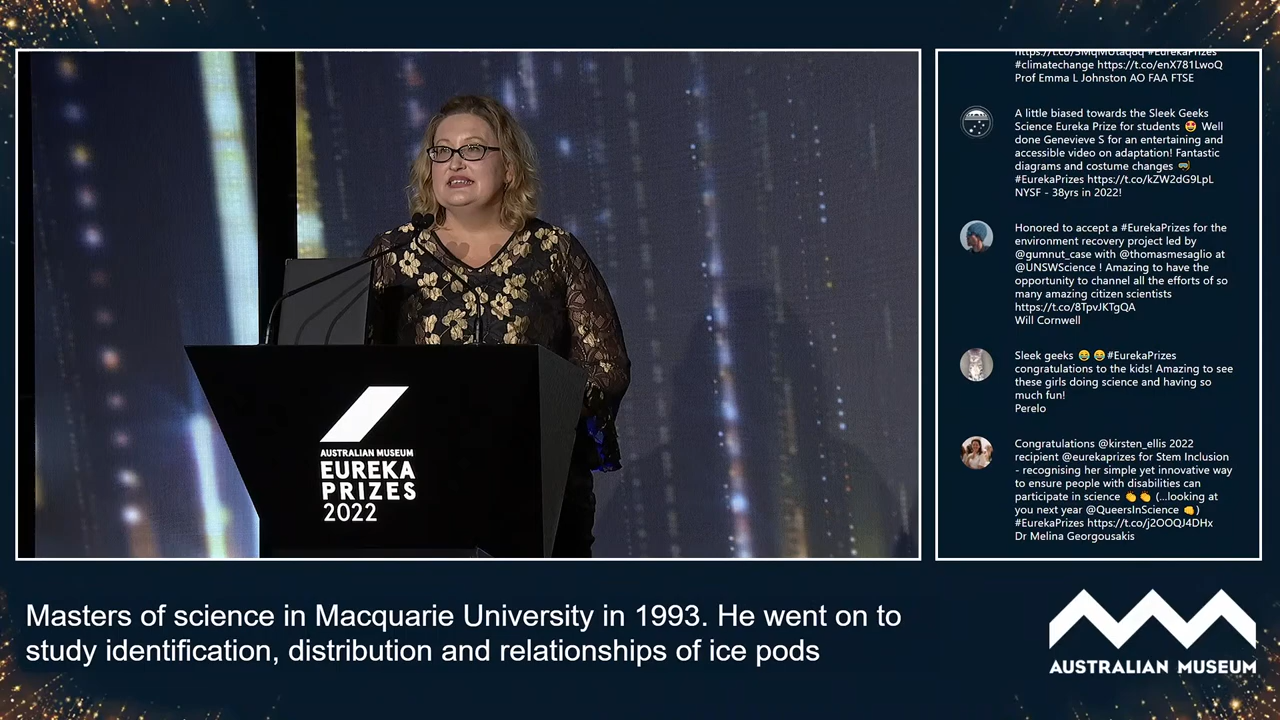 AUSTRALIAN MUSEUM
EUREKA
PRIZES
2022
https://t.co/5MqMUtaq8q #EurekaPrizes
#climatechange https://t.co/enX781LwoQ
Prof Emma L Johnston AO FAA FTSE
A little biased towards the Sleek Geeks
Science Eureka Prize for students 😍 Well
done Genevieve S for an entertaining and
accessible video on adaptation! Fantastic
diagrams and costume changes 🤿
#EurekaPrizes https://t.co/kZW2dG9LpL
NYSF - 38yrs in 2022!
Honored to accept a #EurekaPrizes for the
environment recovery project led by
@gumnut_case with @thomasmesaglio at
@UNSWScience ! Amazing to have the
opportunity to channel all the efforts of so
many amazing citizen scientists
https://t.co/8TpvJKTgQA
Will Cornwell
Sleek geeks 😂 😂#EurekaPrizes
congratulations to the kids! Amazing to see
these girls doing science and having so
much fun!
Perelo
Congratulations @kirsten_ellis 2022
recipient @eurekaprizes for Stem Inclusion
- recognising her simple yet innovative way
to ensure people with disabilities can
participate in science 👏 👏 (...looking at
you next year @QueersInScience 👊)
#EurekaPrizes https://t.co/j2OOQJ4DHx
Dr Melina Georgousakis
Masters of science in Macquarie University in 1993. He went on to
study identification, distribution and relationships of ice pods
AUSTRALIAN MUSEUM